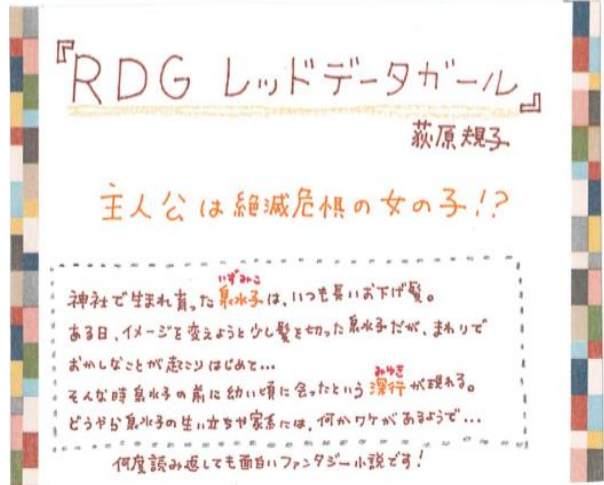 『RDG レッドデータガール』
荻原規子
主人公は絶滅危惧の女の子!?
いずみこ
神社で生まれ育った泉水子は、いつも長いお下げ髪。
ある日、イメージを変えようと少し髪を切った泉水子だが、まわりで
おかしなことが起こりはじめて…
みゆき
そんな時泉水子の前に幼い頃に会ったという深行が現れる。
どうやら泉水子の生い立ちや家系には、何かワケがあるようで…
何度読み返しても面白いファンタジー小説です!